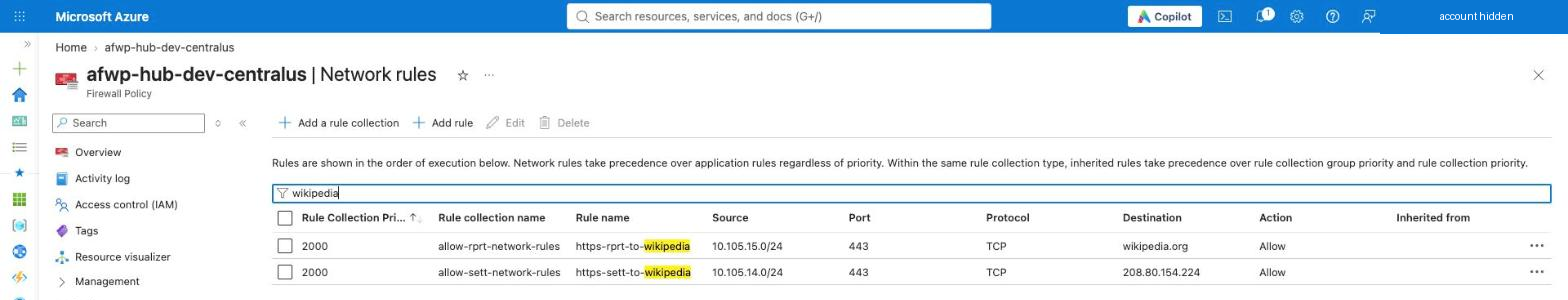 Microsoft Azure Search resources, services, and docs (G+/) Copilot 1 account hidden
Home > afwp-hub-dev-centralus
afwp-hub-dev-centralus | Network rules
Firewall Policy
Search
Add a rule collection Add rule Edit Delete
Overview
Activity log
Access control (IAM)
Tags
Resource visualizer
Management
Rules are shown in the order of execution below. Network rules take precedence over application rules regardless of priority. Within the same rule collection type, inherited rules take precedence over rule collection group priority and rule collection priority.
wikipedia
Rule Collection Pri... Rule collection name Rule name Source Port Protocol Destination Action Inherited from
2000 allow-rprt-network-rules https-rprt-to-wikipedia 10.105.15.0/24 443 TCP wikipedia.org Allow
2000 allow-sett-network-rules https-sett-to-wikipedia 10.105.14.0/24 443 TCP 208.80.154.224 Allow